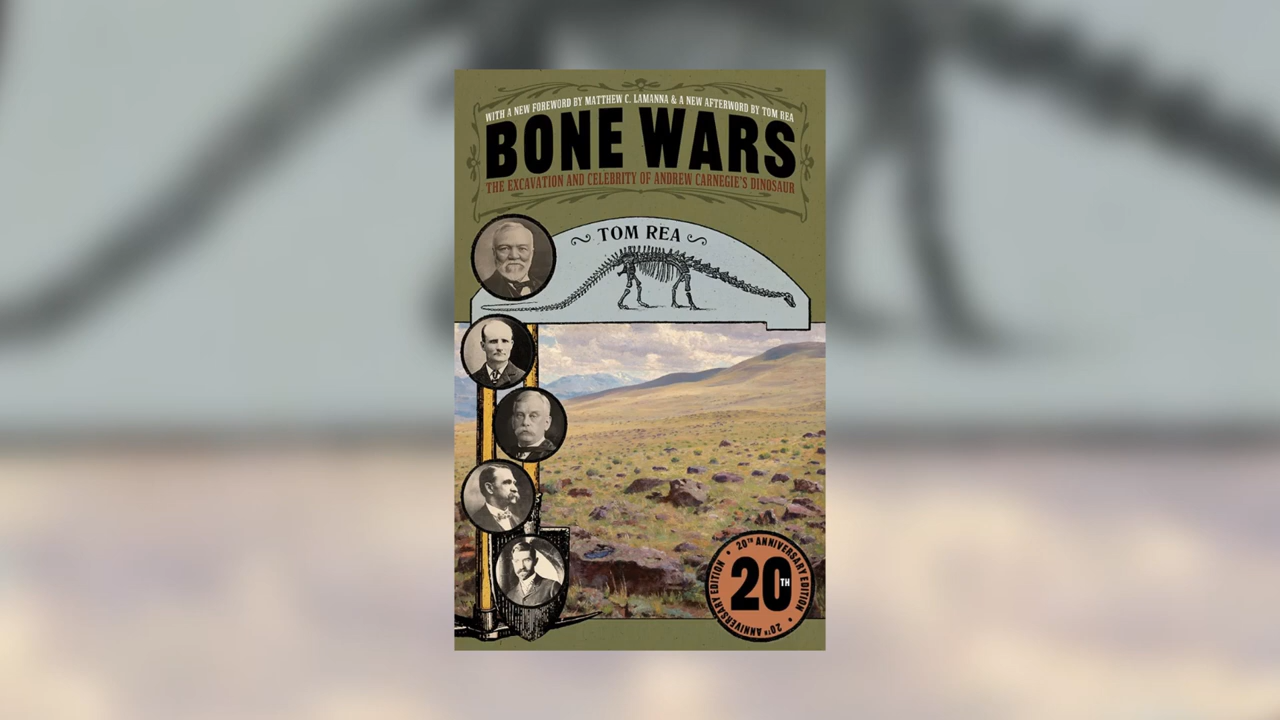 WITH A NEW FOREWORD BY MATTHEW C. LAMANNA & A NEW AFTERWORD BY TOM REA
BONE WARS
THE EXCAVATION AND CELEBRITY OF ANDREW CARNEGIE'S DINOSAUR
TOM REA
20TH ANNIVERSARY EDITION •
20TH
20TH ANNIVERSARY EDITION •